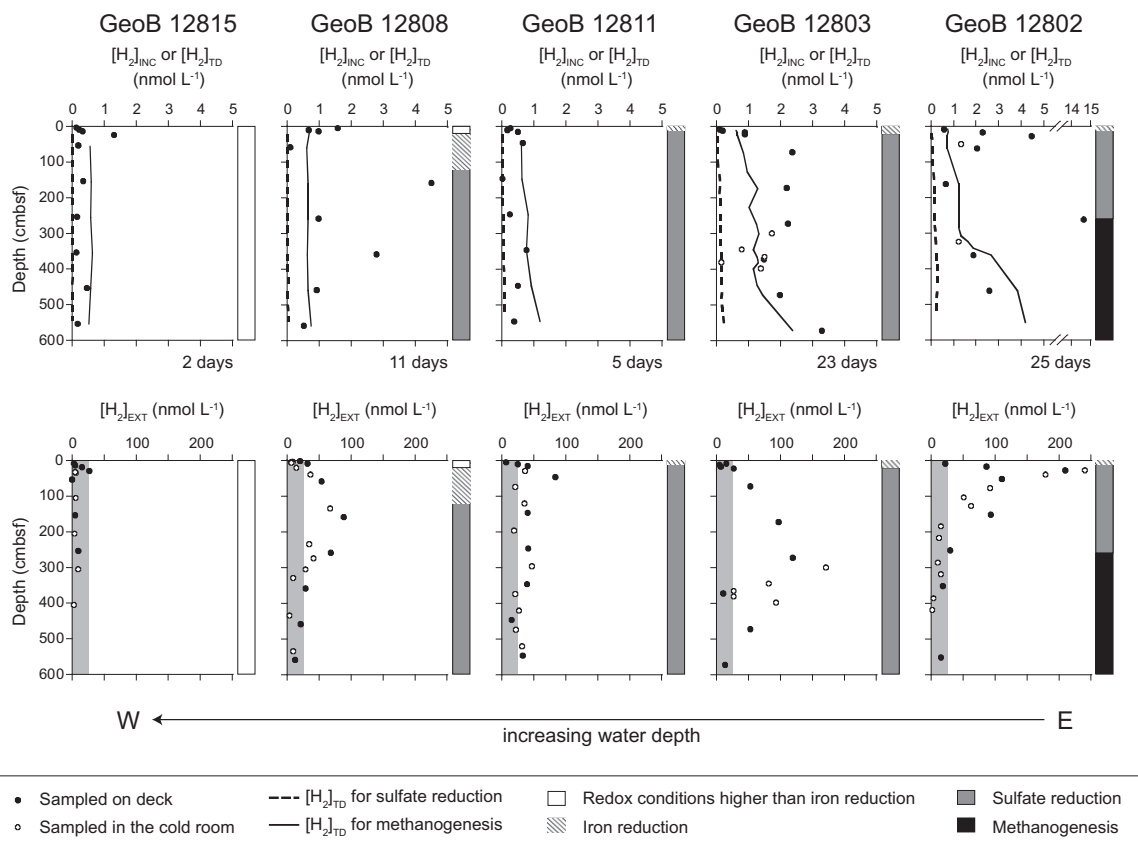 GeoB 12815 GeoB 12808 GeoB 12811 GeoB 12803 GeoB 12802
[H2]INC or [H2]TD [H2]INC or [H2]TD [H2]INC or [H2]TD [H2]INC or [H2]TD [H2]INC or [H2]TD
(nmol L-1) (nmol L-1) (nmol L-1) (nmol L-1) (nmol L-1)
0 1 2 3 4 5 0 1 2 3 4 5 0 1 2 3 4 5 0 1 2 3 4 5 0 1 2 3 4 5 14 15
0
100
200
300
400
500
600
Depth (cmbsf)
2 days 11 days 5 days 23 days 25 days
[H2]EXT (nmol L-1) [H2]EXT (nmol L-1) [H2]EXT (nmol L-1) [H2]EXT (nmol L-1) [H2]EXT (nmol L-1)
0 100 200 0 100 200 0 100 200 0 100 200 0 100 200
0
100
200
300
400
500
600
Depth (cmbsf)
W E
increasing water depth
Sampled on deck [H2]TD for sulfate reduction Redox conditions higher than iron reduction Sulfate reduction
Sampled in the cold room [H2]TD for methanogenesis Iron reduction Methanogenesis